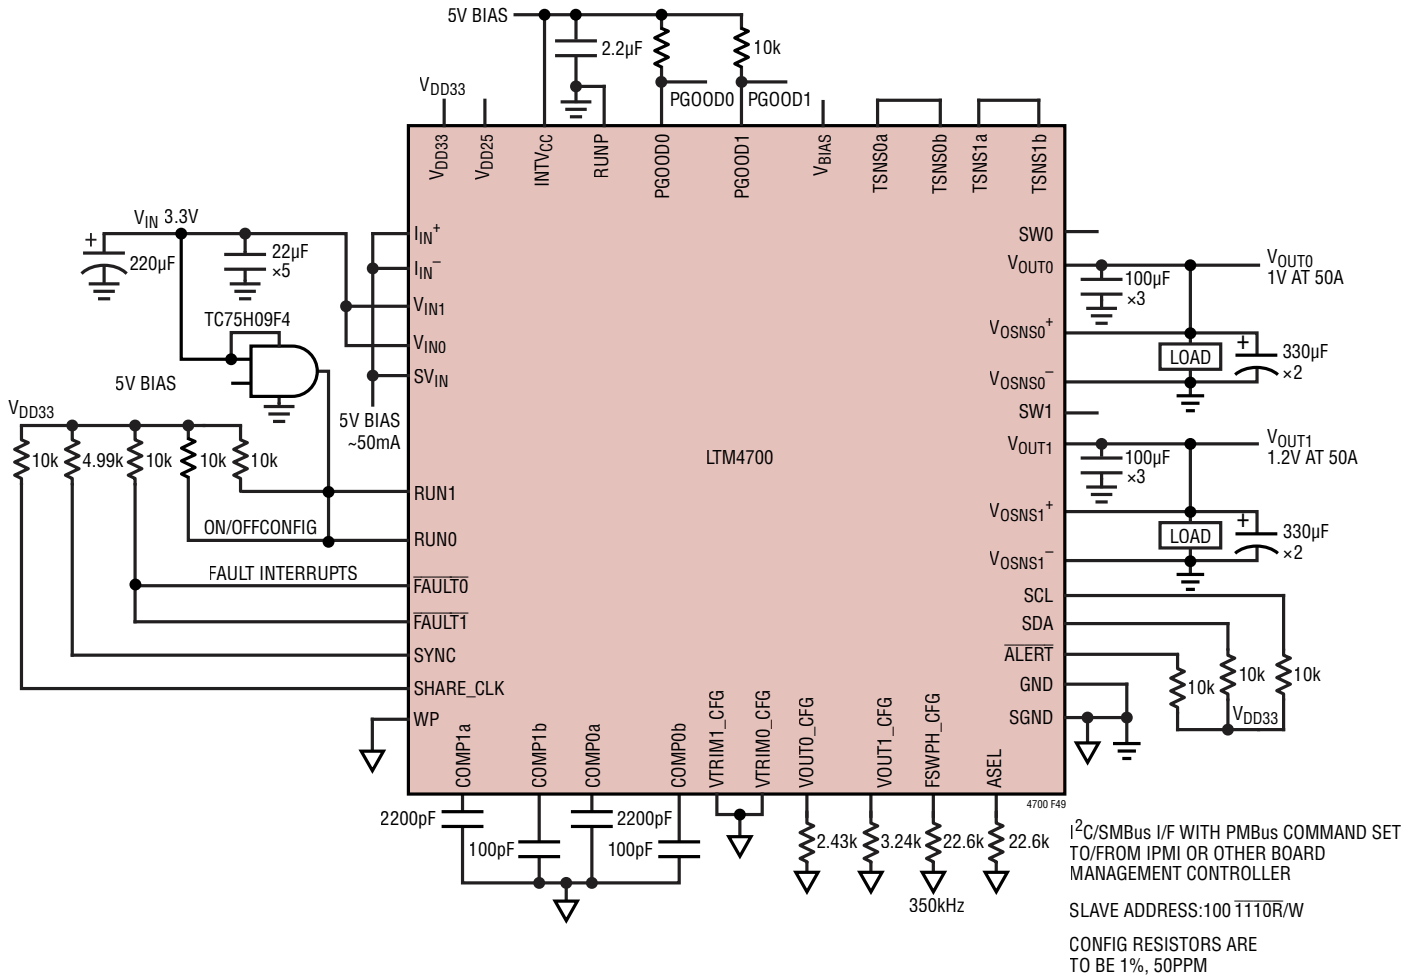 5V BIAS
2.2µF
10k
PGOOD0
PGOOD1
VDD33
VDD33
VDD25
INTVCC
RUNP
PGOOD0
PGOOD1
VBIAS
TSNS0a
TSNS0b
TSNS1a
TSNS1b
VIN 3.3V
+
220µF
22µF
×5
TC75H09F4
5V BIAS
5V BIAS
~50mA
VDD33
10k
4.99k
10k
10k
10k
ON/OFFCONFIG
FAULT INTERRUPTS
IIN+
IIN–
VIN1
VIN0
SVIN
RUN1
RUN0
FAULT0
FAULT1
SYNC
SHARE_CLK
WP
LTM4700
SW0
VOUT0
VOSNS0+
VOSNS0–
SW1
VOUT1
VOSNS1+
VOSNS1–
SCL
SDA
ALERT
GND
SGND
100µF
×3
VOUT0
1V AT 50A
LOAD
+
330µF
×2
100µF
×3
VOUT1
1.2V AT 50A
LOAD
+
330µF
×2
10k
10k
10k
VDD33
COMP1a
COMP1b
COMP0a
COMP0b
VTRIM1_CFG
VTRIM0_CFG
VOUT0_CFG
VOUT1_CFG
FSWPH_CFG
ASEL
2200pF
100pF
2200pF
100pF
2.43k
3.24k
22.6k
22.6k
350kHz
4700 F49
I2C/SMBus I/F WITH PMBus COMMAND SET
TO/FROM IPMI OR OTHER BOARD
MANAGEMENT CONTROLLER
SLAVE ADDRESS:100 1110R/W
CONFIG RESISTORS ARE
TO BE 1%, 50PPM